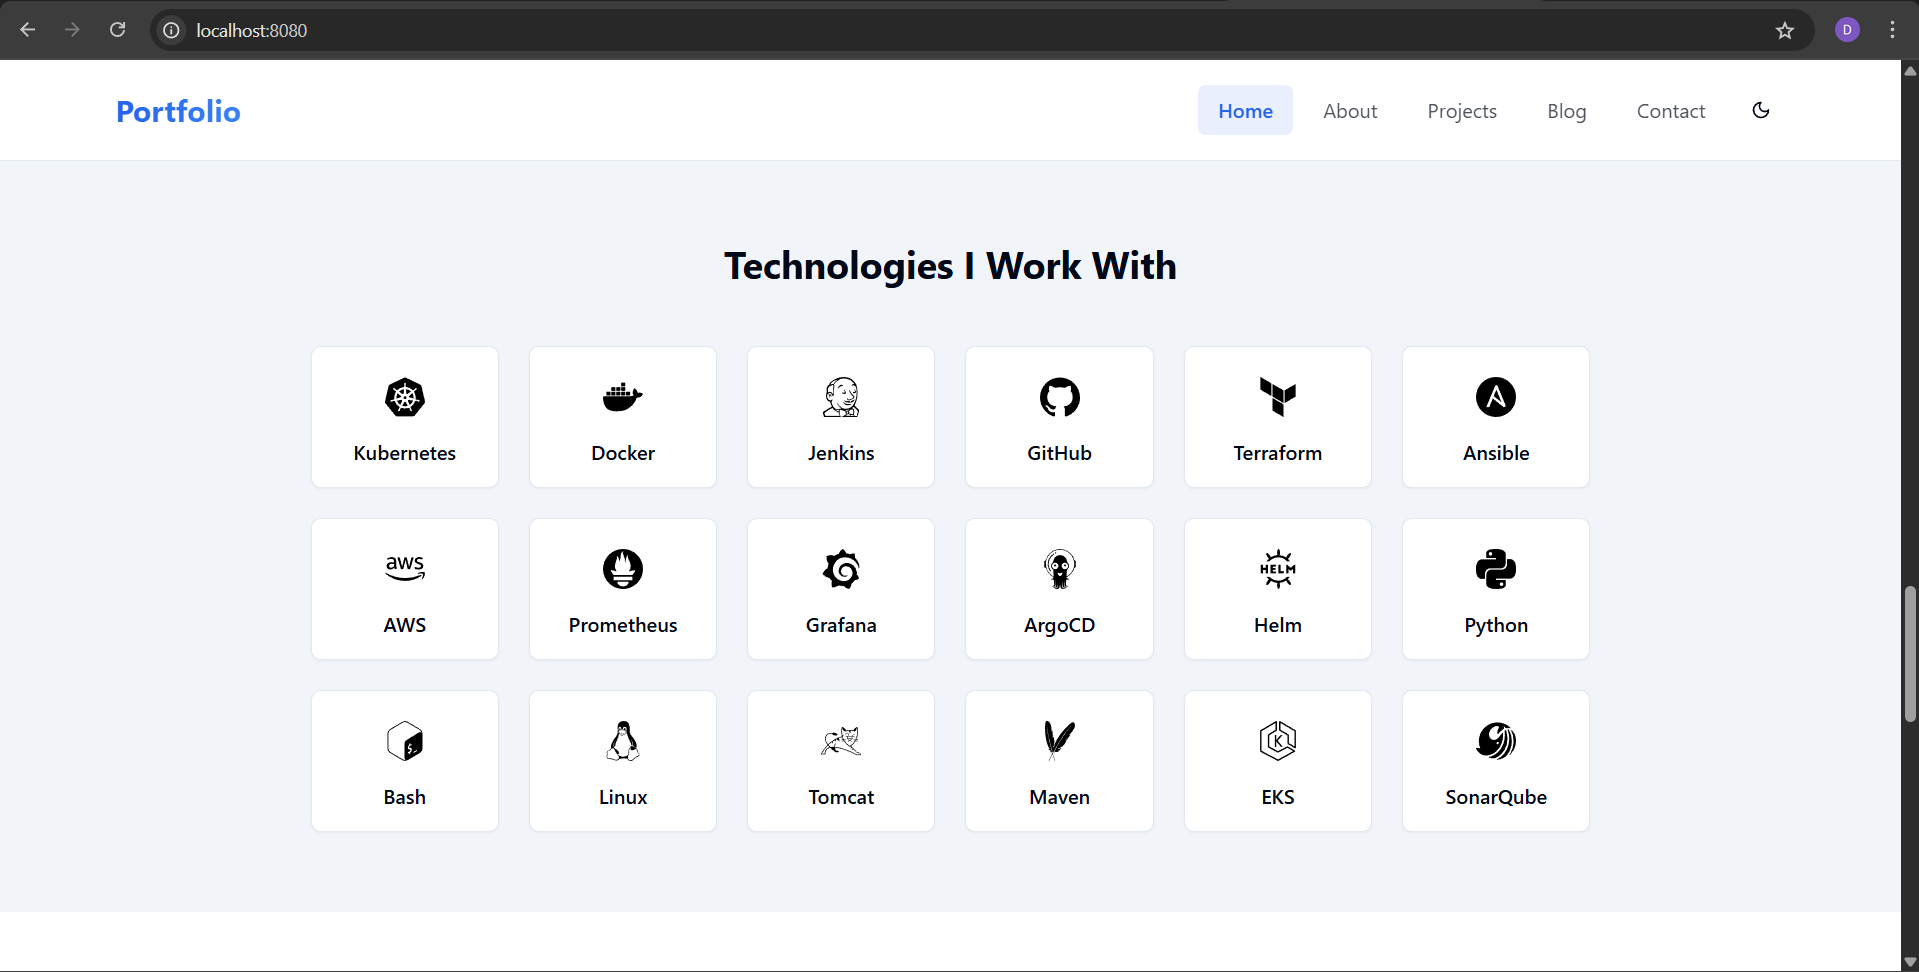 localhost:8080
D
Portfolio
Home About Projects Blog Contact
Technologies I Work With
Kubernetes Docker Jenkins GitHub Terraform Ansible
aws HELM
AWS Prometheus Grafana ArgoCD Helm Python
$_ K
Bash Linux Tomcat Maven EKS SonarQube